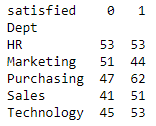 satisfied 0 1
Dept
HR 53 53
Marketing 51 44
Purchasing 47 62
Sales 41 51
Technology 45 53